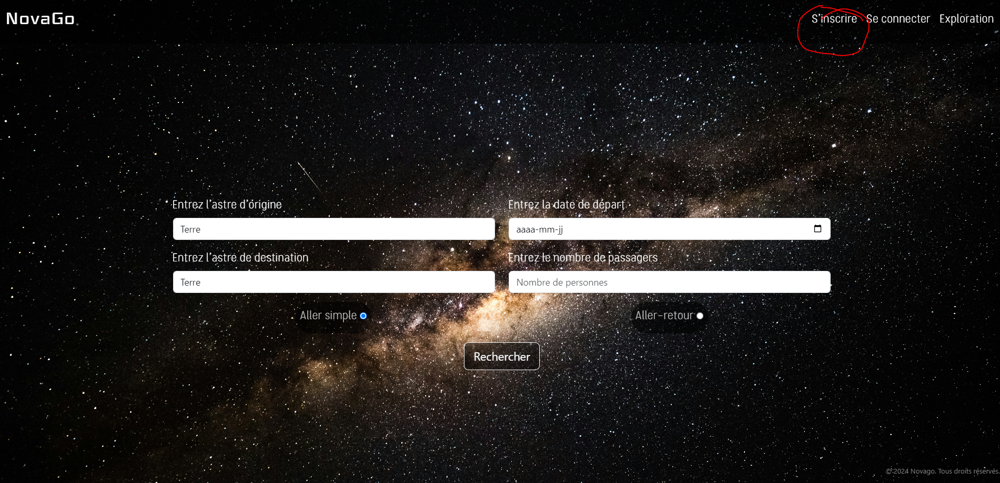 NovaGo
S'inscrire Se connecter Exploration
Entrez l'astre d'origine
Terre
Entrez la date de départ
aaaa-mm-jj
Entrez l'astre de destination
Terre
Entrez le nombre de passagers
Nombre de personnes
Aller simple
Aller-retour
Rechercher
© 2024 Novago. Tous droits réservés